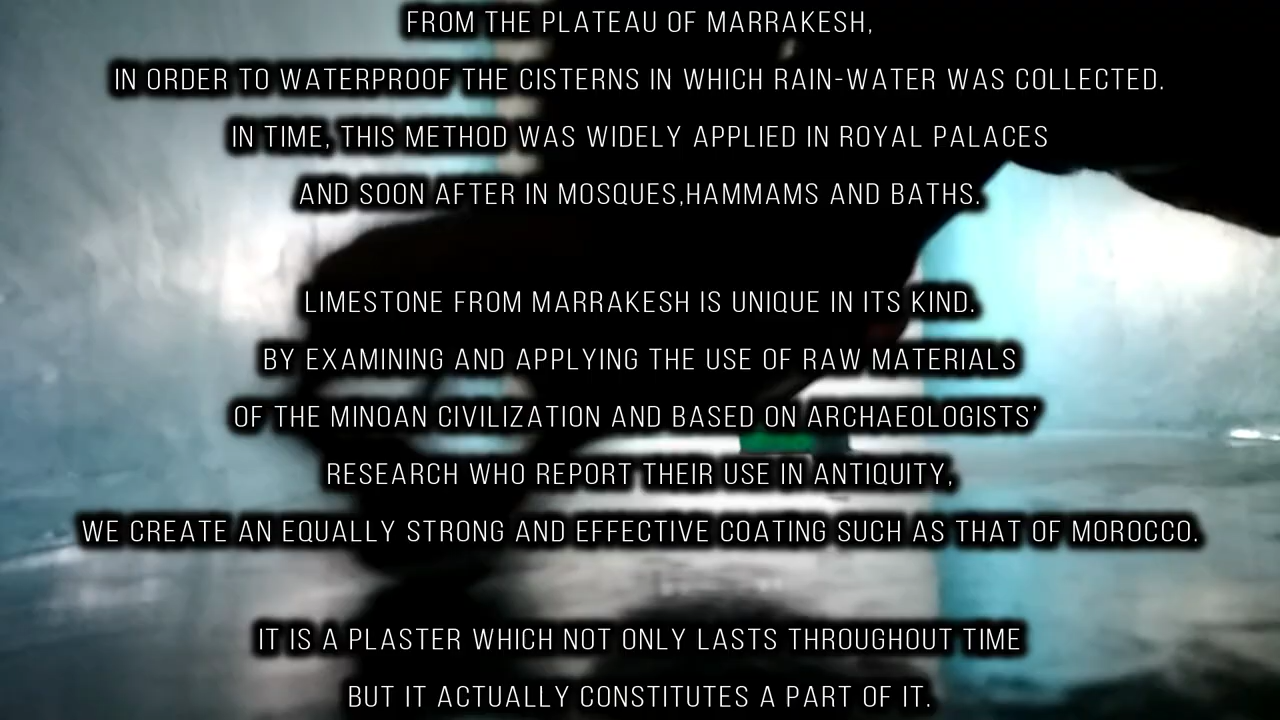 FROM THE PLATEAU OF MARRAKESH,
IN ORDER TO WATERPROOF THE CISTERNS IN WHICH RAIN-WATER WAS COLLECTED.
IN TIME, THIS METHOD WAS WIDELY APPLIED IN ROYAL PALACES
AND SOON AFTER IN MOSQUES,HAMMAMS AND BATHS.
LIMESTONE FROM MARRAKESH IS UNIQUE IN ITS KIND.
BY EXAMINING AND APPLYING THE USE OF RAW MATERIALS
OF THE MINOAN CIVILIZATION AND BASED ON ARCHAEOLOGISTS’
RESEARCH WHO REPORT THEIR USE IN ANTIQUITY,
WE CREATE AN EQUALLY STRONG AND EFFECTIVE COATING SUCH AS THAT OF MOROCCO.
IT IS A PLASTER WHICH NOT ONLY LASTS THROUGHOUT TIME
BUT IT ACTUALLY CONSTITUTES A PART OF IT.